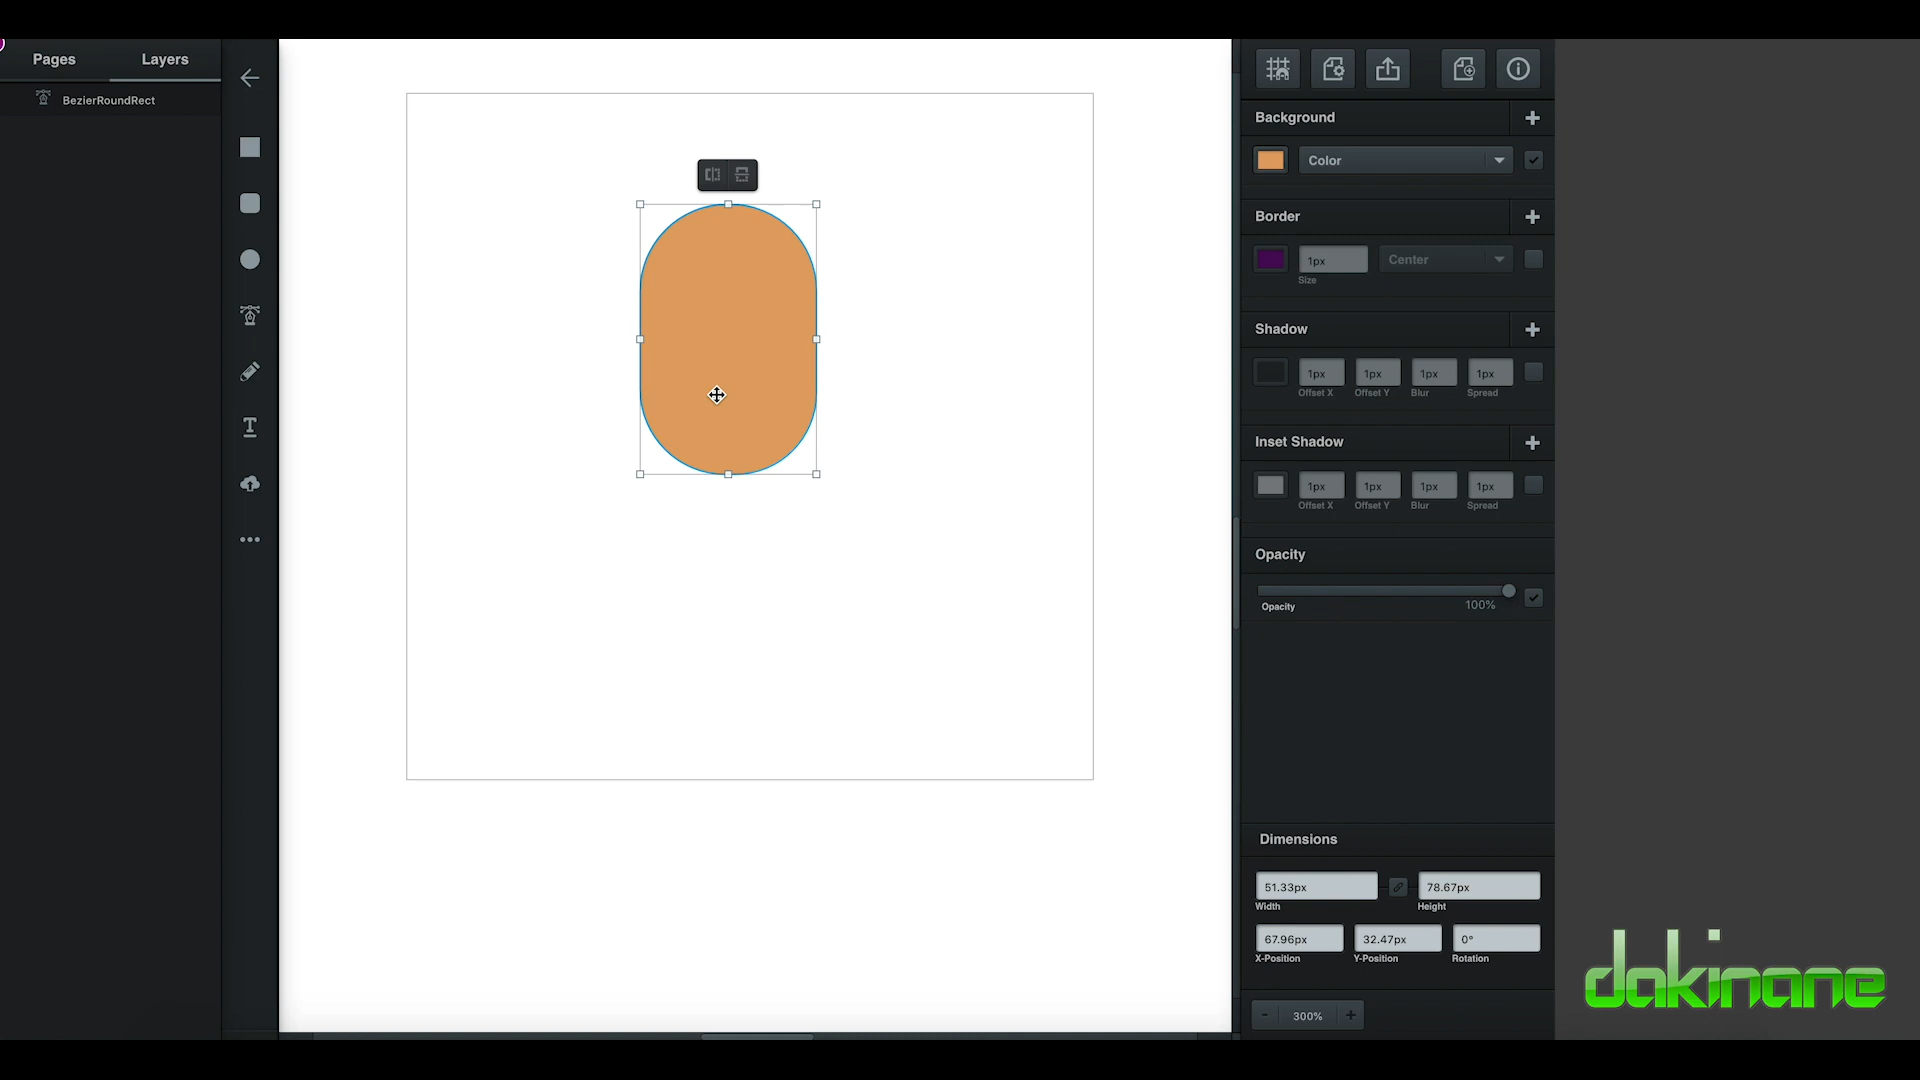 Pages
Layers
BezierRoundRect
Background
Color
Border
1px
Center
Size
Shadow
1px
1px
1px
1px
Offset X
Offset Y
Blur
Spread
Inset Shadow
1px
1px
1px
1px
Offset X
Offset Y
Blur
Spread
Opacity
Opacity
100%
Dimensions
51.33px
78.67px
Width
Height
67.96px
32.47px
0°
X-Position
Y-Position
Rotation
- 300% +
dakinane